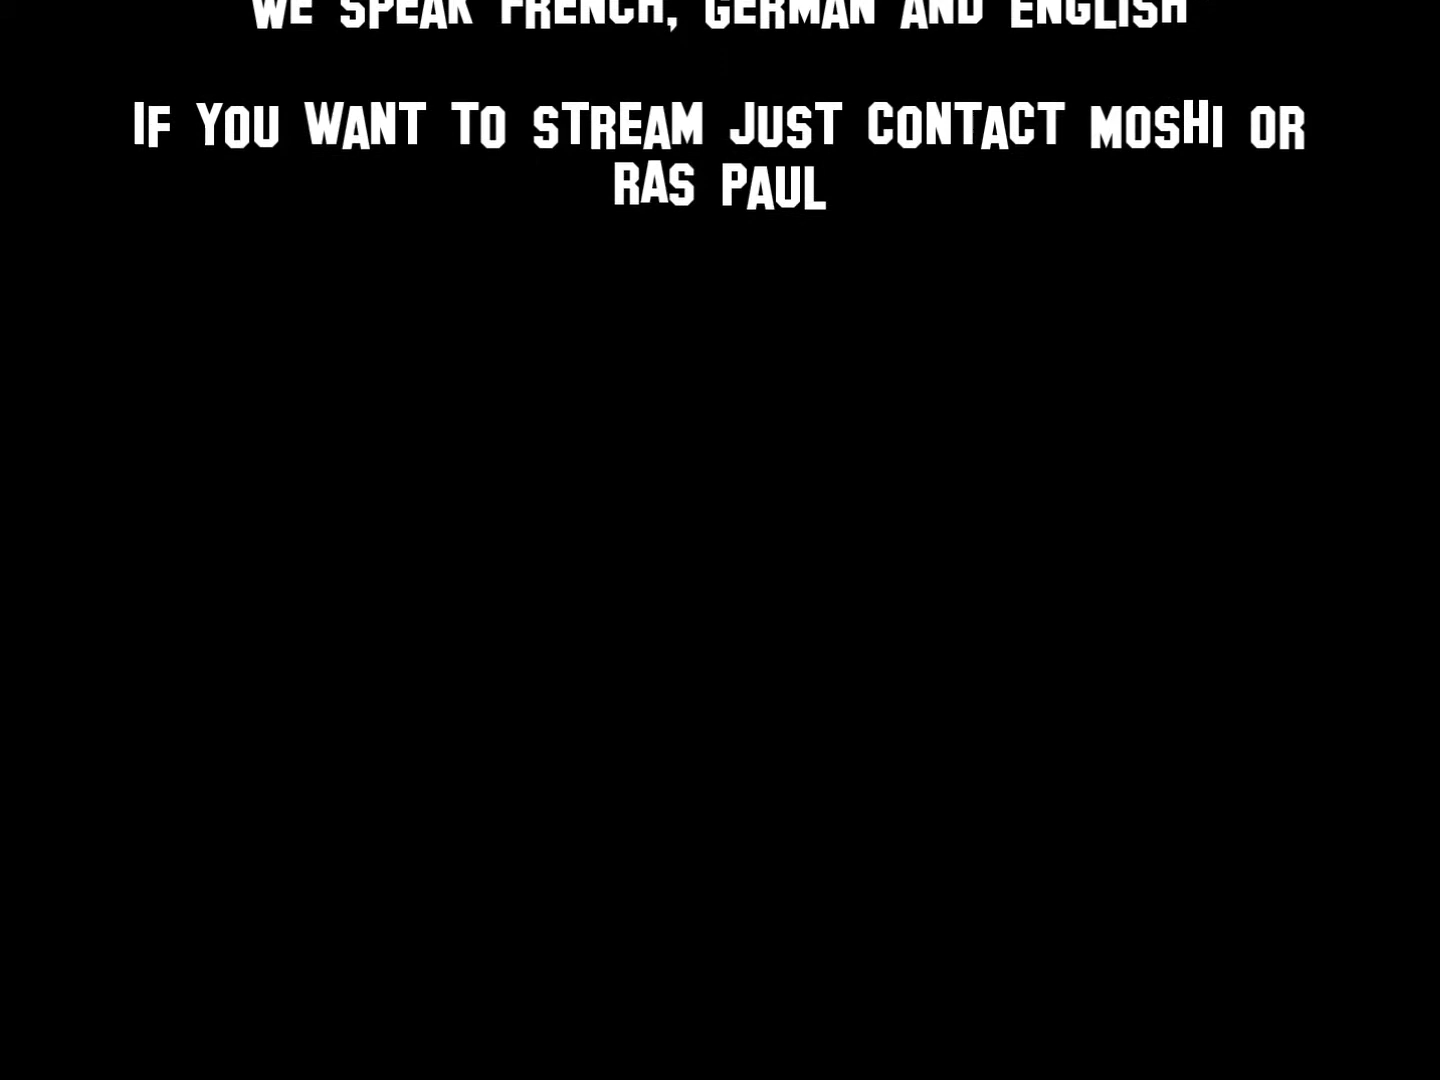 WE SPEAK FRENCH, GERMAN AND ENGLISH
IF YOU WANT TO STREAM JUST CONTACT MOSHI OR
RAS PAUL